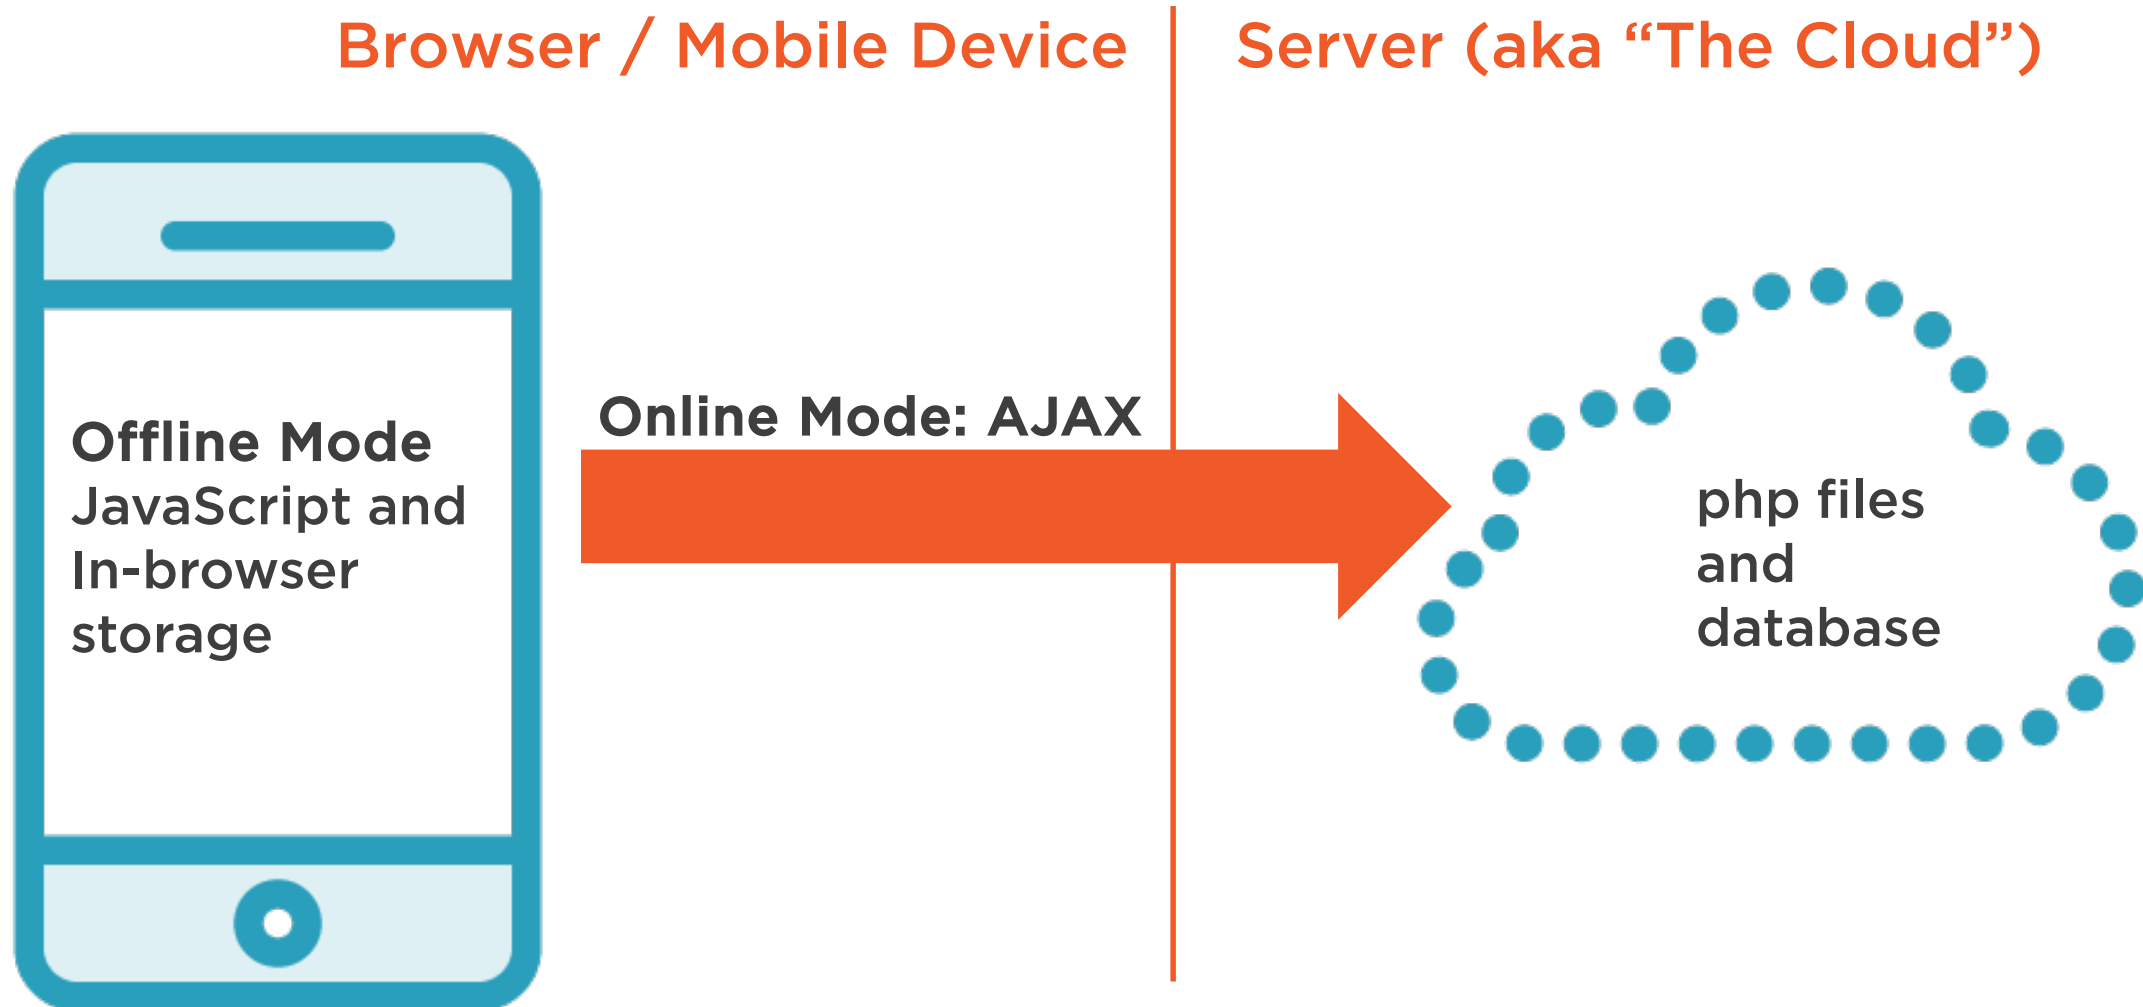 Browser / Mobile Device
Server (aka “The Cloud”)
Online Mode: AJAX
Offline Mode
JavaScript and
In-browser
storage
php files
and
database